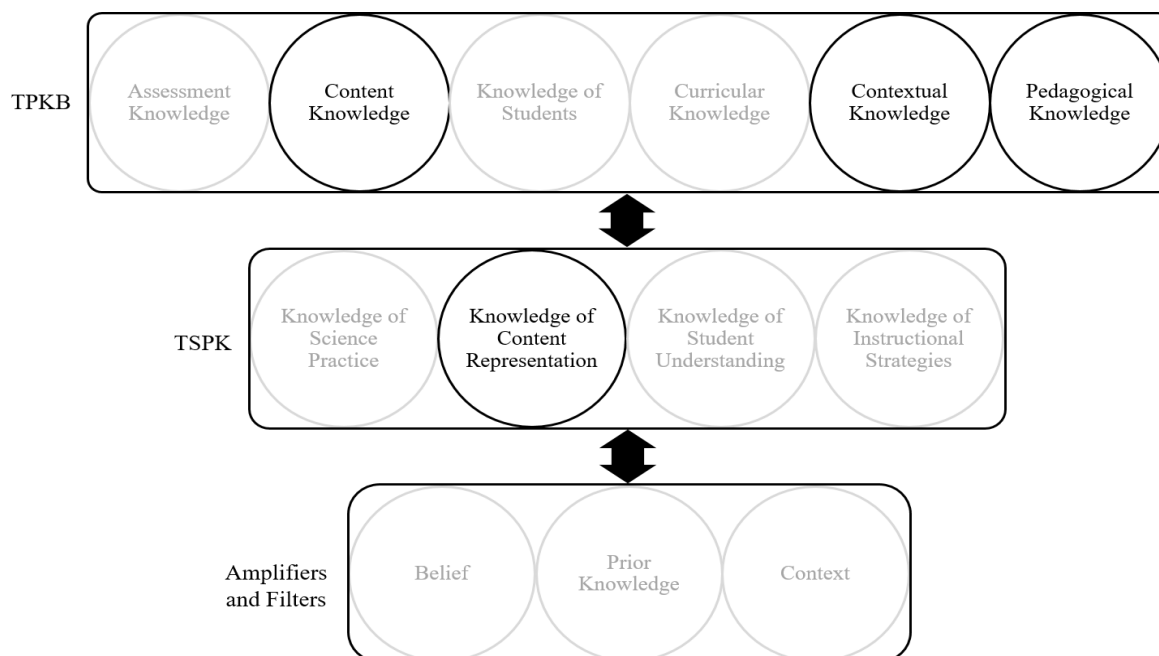 TPKB
Assessment
Knowledge
Content
Knowledge
Knowledge of
Students
Curricular
Knowledge
Contextual
Knowledge
Pedagogical
Knowledge
TSPK
Knowledge of
Science
Practice
Knowledge of
Content
Representation
Knowledge of
Student
Understanding
Knowledge of
Instructional
Strategies
Amplifiers
and Filters
Belief
Prior
Knowledge
Context